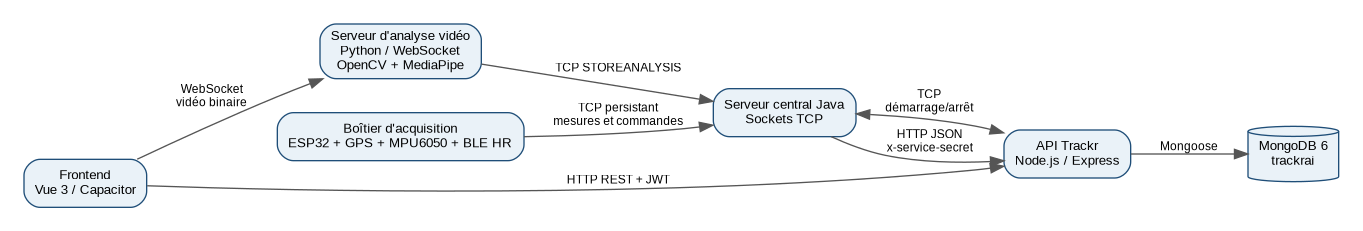 Serveur d'analyse vidéo
Python / WebSocket
OpenCV + MediaPipe
WebSocket
vidéo binaire
TCP STOREANALYSIS
Boîtier d'acquisition
ESP32 + GPS + MPU6050 + BLE HR
TCP persistant
mesures et commandes
Serveur central Java
Sockets TCP
TCP
démarrage/arrêt
HTTP JSON
x-service-secret
API Trackr
Node.js / Express
Mongoose
MongoDB 6
trackrai
Frontend
Vue 3 / Capacitor
HTTP REST + JWT